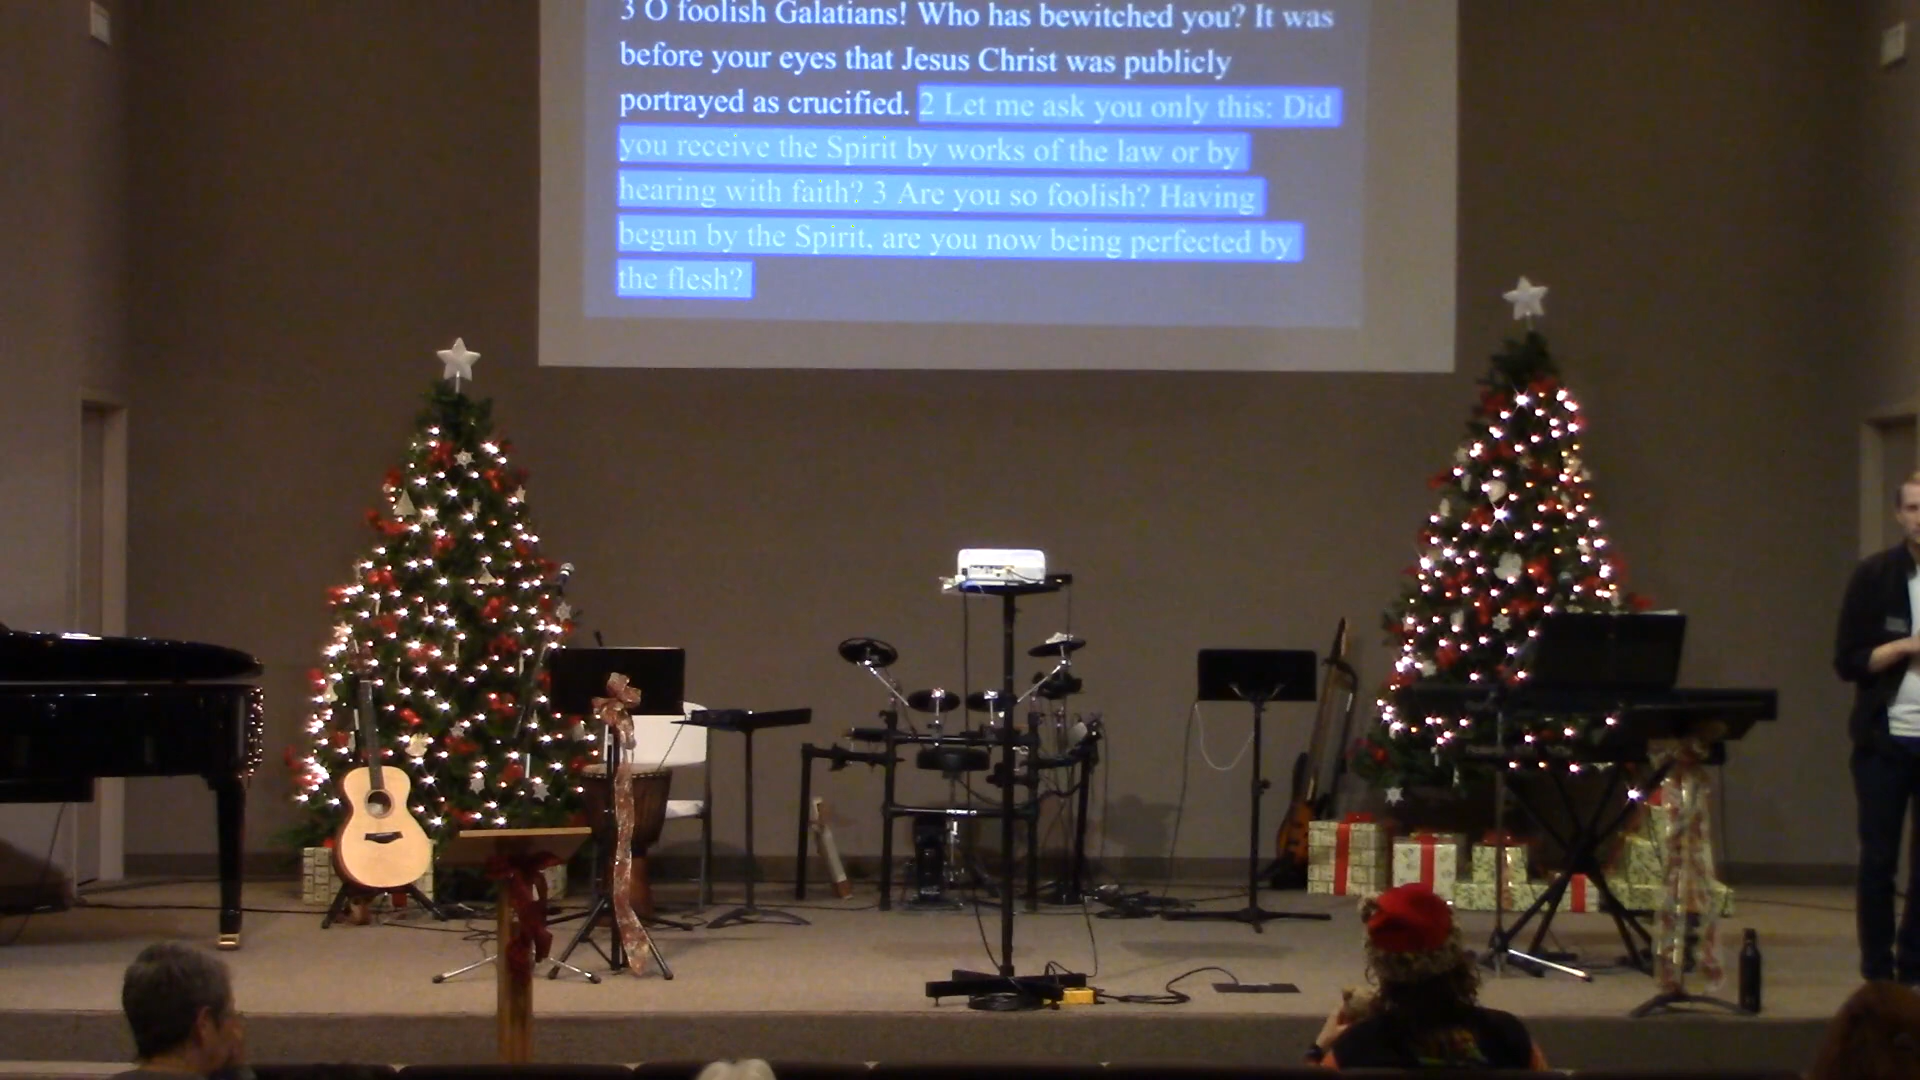 3 O foolish Galatians! Who has bewitched you? It was
before your eyes that Jesus Christ was publicly
portrayed as crucified. 2 Let me ask you only this: Did
you receive the Spirit by works of the law or by
hearing with faith? 3 Are you so foolish? Having
begun by the Spirit, are you now being perfected by
the flesh?